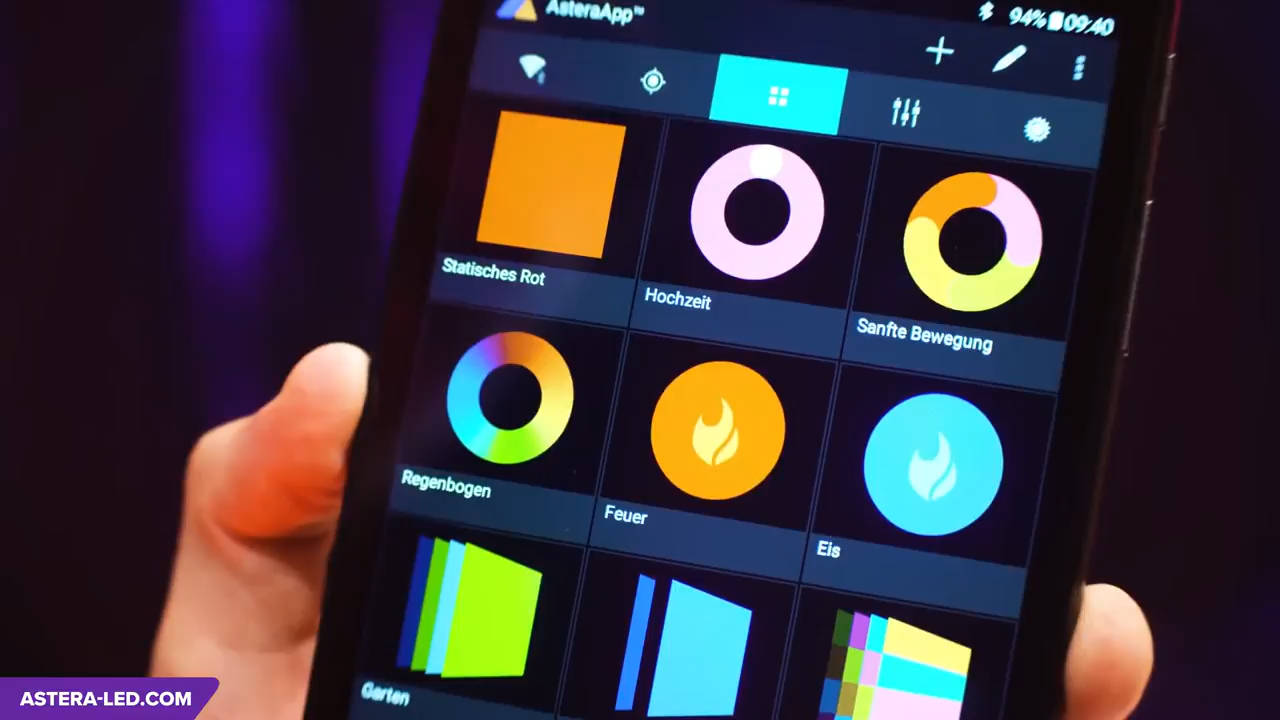 AsteraApp™
94% 09:40
Statisches Rot
Hochzeit
Sanfte Bewegung
Regenbogen
Feuer
Eis
Garten
ASTERA-LED.COM